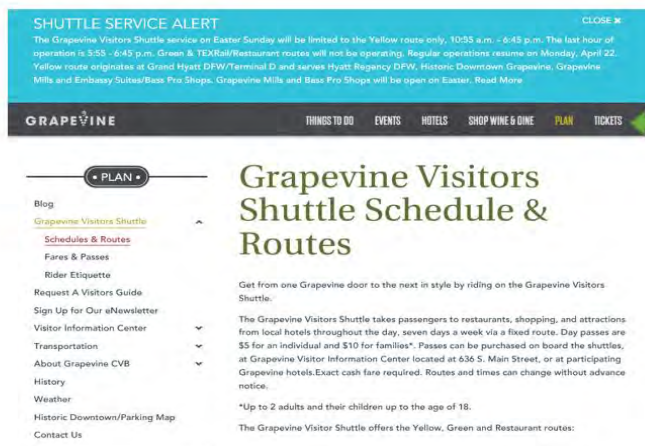 SHUTTLE SERVICE ALERT
CLOSE ✖
The Grapevine Visitors Shuttle service on Easter Sunday will be limited to the Yellow route only, 10:55 a.m. - 6:45 p.m. The last hour of
operation is 5:55 - 6:45 p.m. Green & TEXRail/Restaurant routes will not be operating. Regular operations resume on Monday, April 22.
Yellow route originates at Grand Hyatt DFW/Terminal D and serves Hyatt Regency DFW, Historic Downtown Grapevine, Grapevine
Mills and Embassy Suites/Bass Pro Shops. Grapevine Mills and Bass Pro Shops will be open on Easter. Read More
GRAPEVINE
THINGS TO DO EVENTS HOTELS SHOP WINE & DINE PLAN TICKETS
• PLAN •
Blog
Grapevine Visitors Shuttle
Schedules & Routes
Fares & Passes
Rider Etiquette
Request A Visitors Guide
Sign Up for Our eNewsletter
Visitor Information Center
Transportation
About Grapevine CVB
History
Weather
Historic Downtown/Parking Map
Contact Us
Grapevine Visitors
Shuttle Schedule &
Routes
Get from one Grapevine door to the next in style by riding on the Grapevine Visitors
Shuttle.
The Grapevine Visitors Shuttle takes passengers to restaurants, shopping, and attractions
from local hotels throughout the day, seven days a week via a fixed route. Day passes are
$5 for an individual and $10 for families*. Passes can be purchased on board the shuttles,
at Grapevine Visitor Information Center located at 636 S. Main Street, or at participating
Grapevine hotels.Exact cash fare required. Routes and times can change without advance
notice.
*Up to 2 adults and their children up to the age of 18.
The Grapevine Visitor Shuttle offers the Yellow, Green and Restaurant routes: